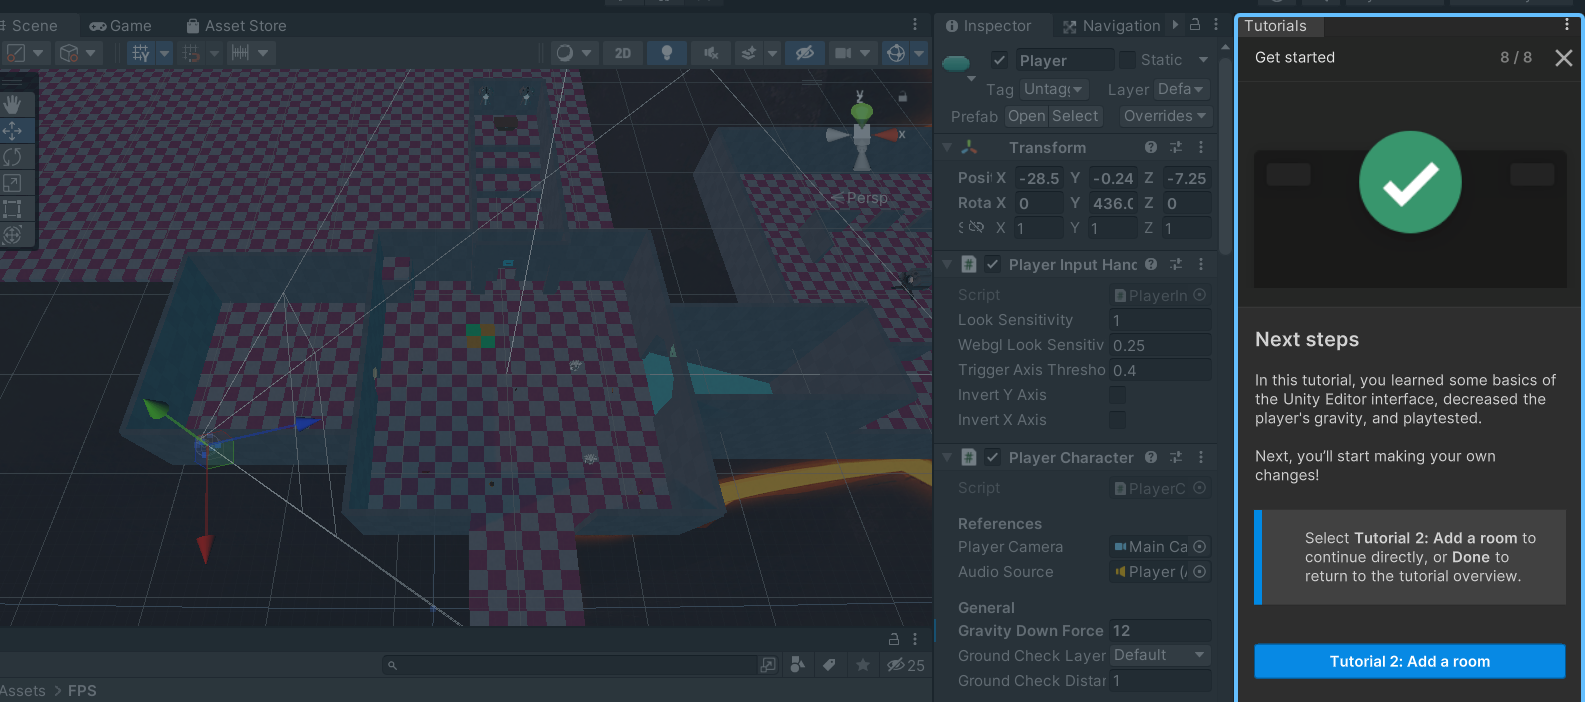 Scene
Game
Asset Store
2D
y
x
Persp
25
Assets > FPS
Inspector
Navigation
Player
Static
Tag Untagg
Layer Defa
Prefab Open Select Overrides
Transform
Posi X -28.5 Y -0.24 Z -7.25
Rota X 0 Y 436.0 Z 0
X 1 Y 1 Z 1
# Player Input Hand
Script # PlayerIn
Look Sensitivity 1
Webgl Look Sensitiv 0.25
Trigger Axis Thresho 0.4
Invert Y Axis
Invert X Axis
# Player Character
Script # PlayerC
References
Player Camera Main Ca
Audio Source Player (
General
Gravity Down Force 12
Ground Check Layer Default
Ground Check Distar 1
Tutorials
Get started 8 / 8
Next steps
In this tutorial, you learned some basics of
the Unity Editor interface, decreased the
player's gravity, and playtested.
Next, you’ll start making your own
changes!
Select Tutorial 2: Add a room to
continue directly, or Done to
return to the tutorial overview.
Tutorial 2: Add a room